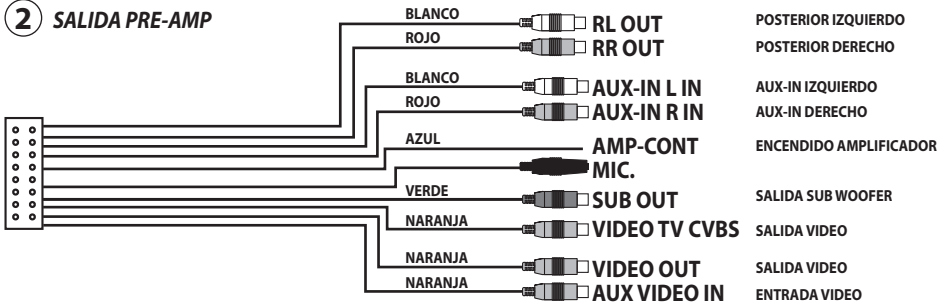 2 SALIDA PRE-AMP
BLANCO RL OUT POSTERIOR IZQUIERDO
ROJO RR OUT POSTERIOR DERECHO
BLANCO AUX-IN L IN AUX-IN IZQUIERDO
ROJO AUX-IN R IN AUX-IN DERECHO
AZUL AMP-CONT ENCENDIDO AMPLIFICADOR
MIC.
VERDE SUB OUT SALIDA SUB WOOFER
NARANJA VIDEO TV CVBS SALIDA VIDEO
NARANJA VIDEO OUT SALIDA VIDEO
NARANJA AUX VIDEO IN ENTRADA VIDEO